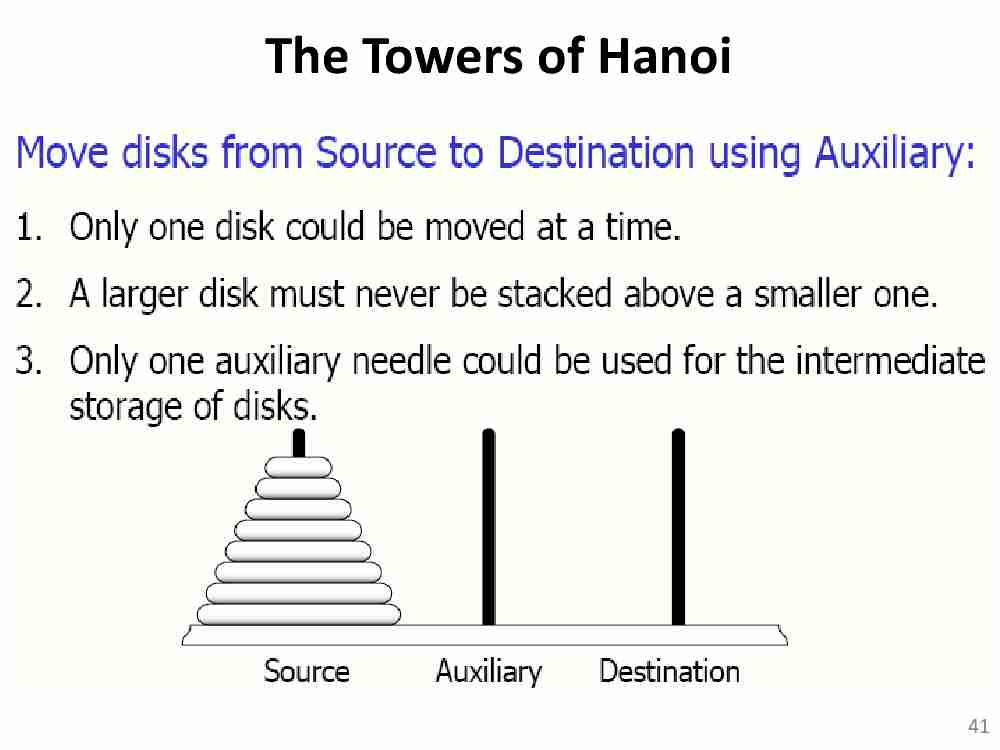 The Towers of Hanoi
Move disks from Source to Destination using Auxiliary:
1. Only one disk could be moved at a time.
2. A larger disk must never be stacked above a smaller one.
3. Only one auxiliary needle could be used for the intermediate
storage of disks.
Source Auxiliary Destination
41